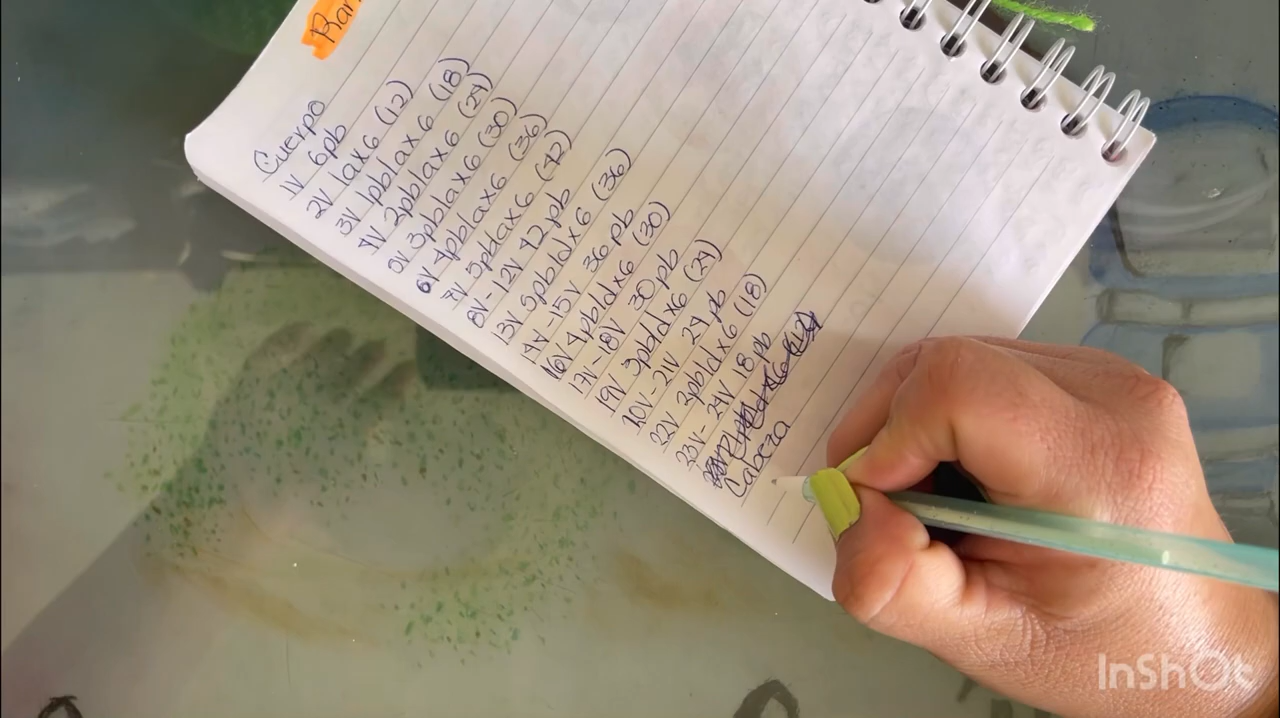 Ran
Cuerpo
1V 6pb
2V 1ax6 (12)
3V 1pb1ax6 (18)
4V 2pb1ax6 (24)
5V 3pb1ax6 (30)
6V 4pb1ax6 (36)
7V 5pb1ax6 (42)
8V-12V 42pb
13V 5pb1dx6 (36)
14V-15V 36pb
16V 4pb1dx6 (30)
17V-18V 30pb
19V 3pb1dx6 (24)
20V-21V 24pb
22V 2pb1dx6 (18)
23V-24V 18pb
Cabeza
InShOt